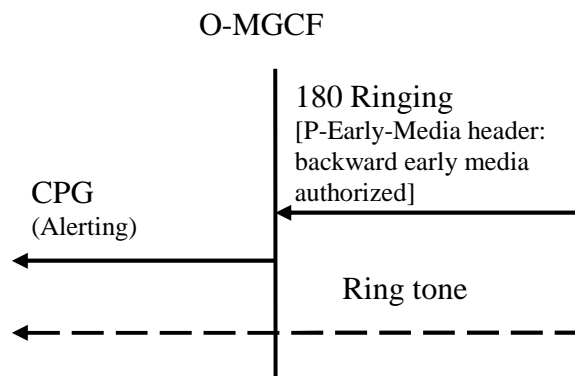 O-MGCF
180 Ringing
[P-Early-Media header:
backward early media
authorized]
CPG
(Alerting)
Ring tone